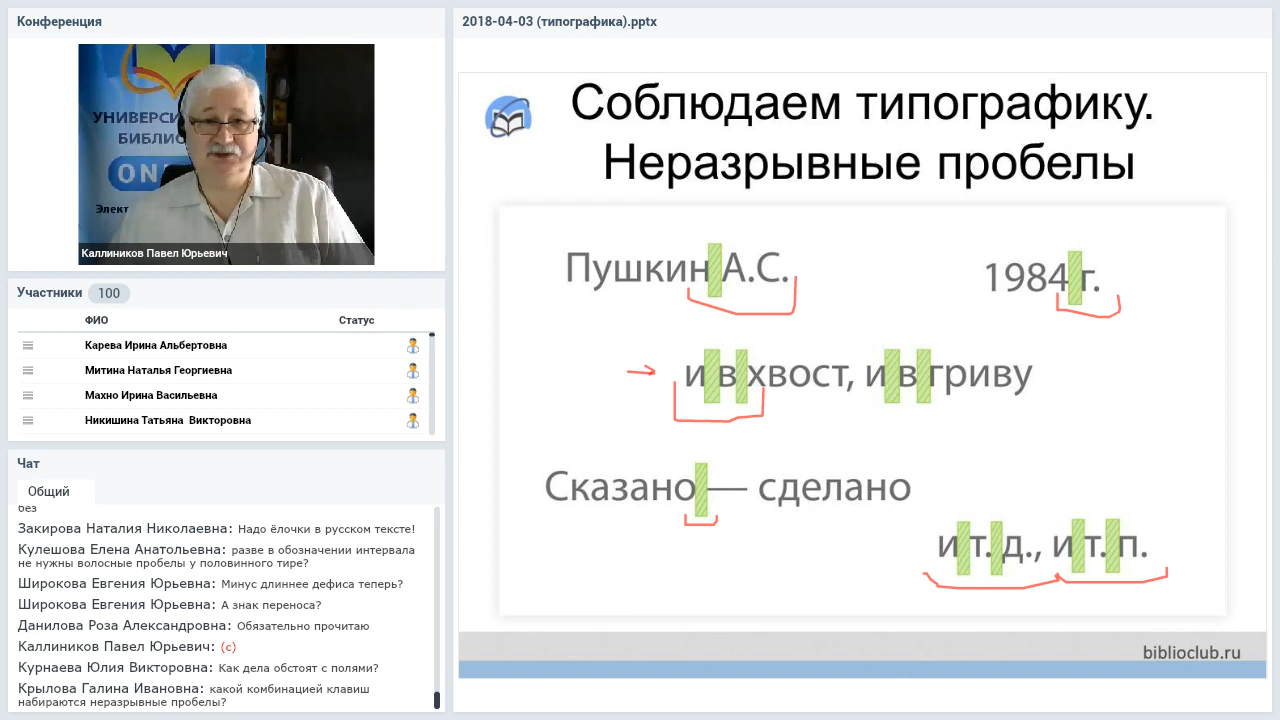 Конференция
УНИВЕРСИ
БИБЛИО
ON
Элект
Каллиников Павел Юрьевич
Участники 100
ФИО Статус
Карева Ирина Альбертовна
Митина Наталья Георгиевна
Махно Ирина Васильевна
Никишина Татьяна Викторовна
Чат
Общий
без
Закирова Наталия Николаевна: Надо ёлочки в русском тексте!
Кулешова Елена Анатольевна: разве в обозначении интервала
не нужны волосные пробелы у половинного тире?
Широкова Евгения Юрьевна: Минус длиннее дефиса теперь?
Широкова Евгения Юрьевна: А знак переноса?
Данилова Роза Александровна: Обязательно прочитаю
Каллиников Павел Юрьевич: (с)
Курнаева Юлия Викторовна: Как дела обстоят с полями?
Крылова Галина Ивановна: какой комбинацией клавиш
набираются неразрывные пробелы?
2018-04-03 (типографика).pptx
Соблюдаем типографику.
Неразрывные пробелы
Пушкин А.С.
1984 г.
и в хвост, и в гриву
Сказано — сделано
и т. д., и т. п.
biblioclub.ru